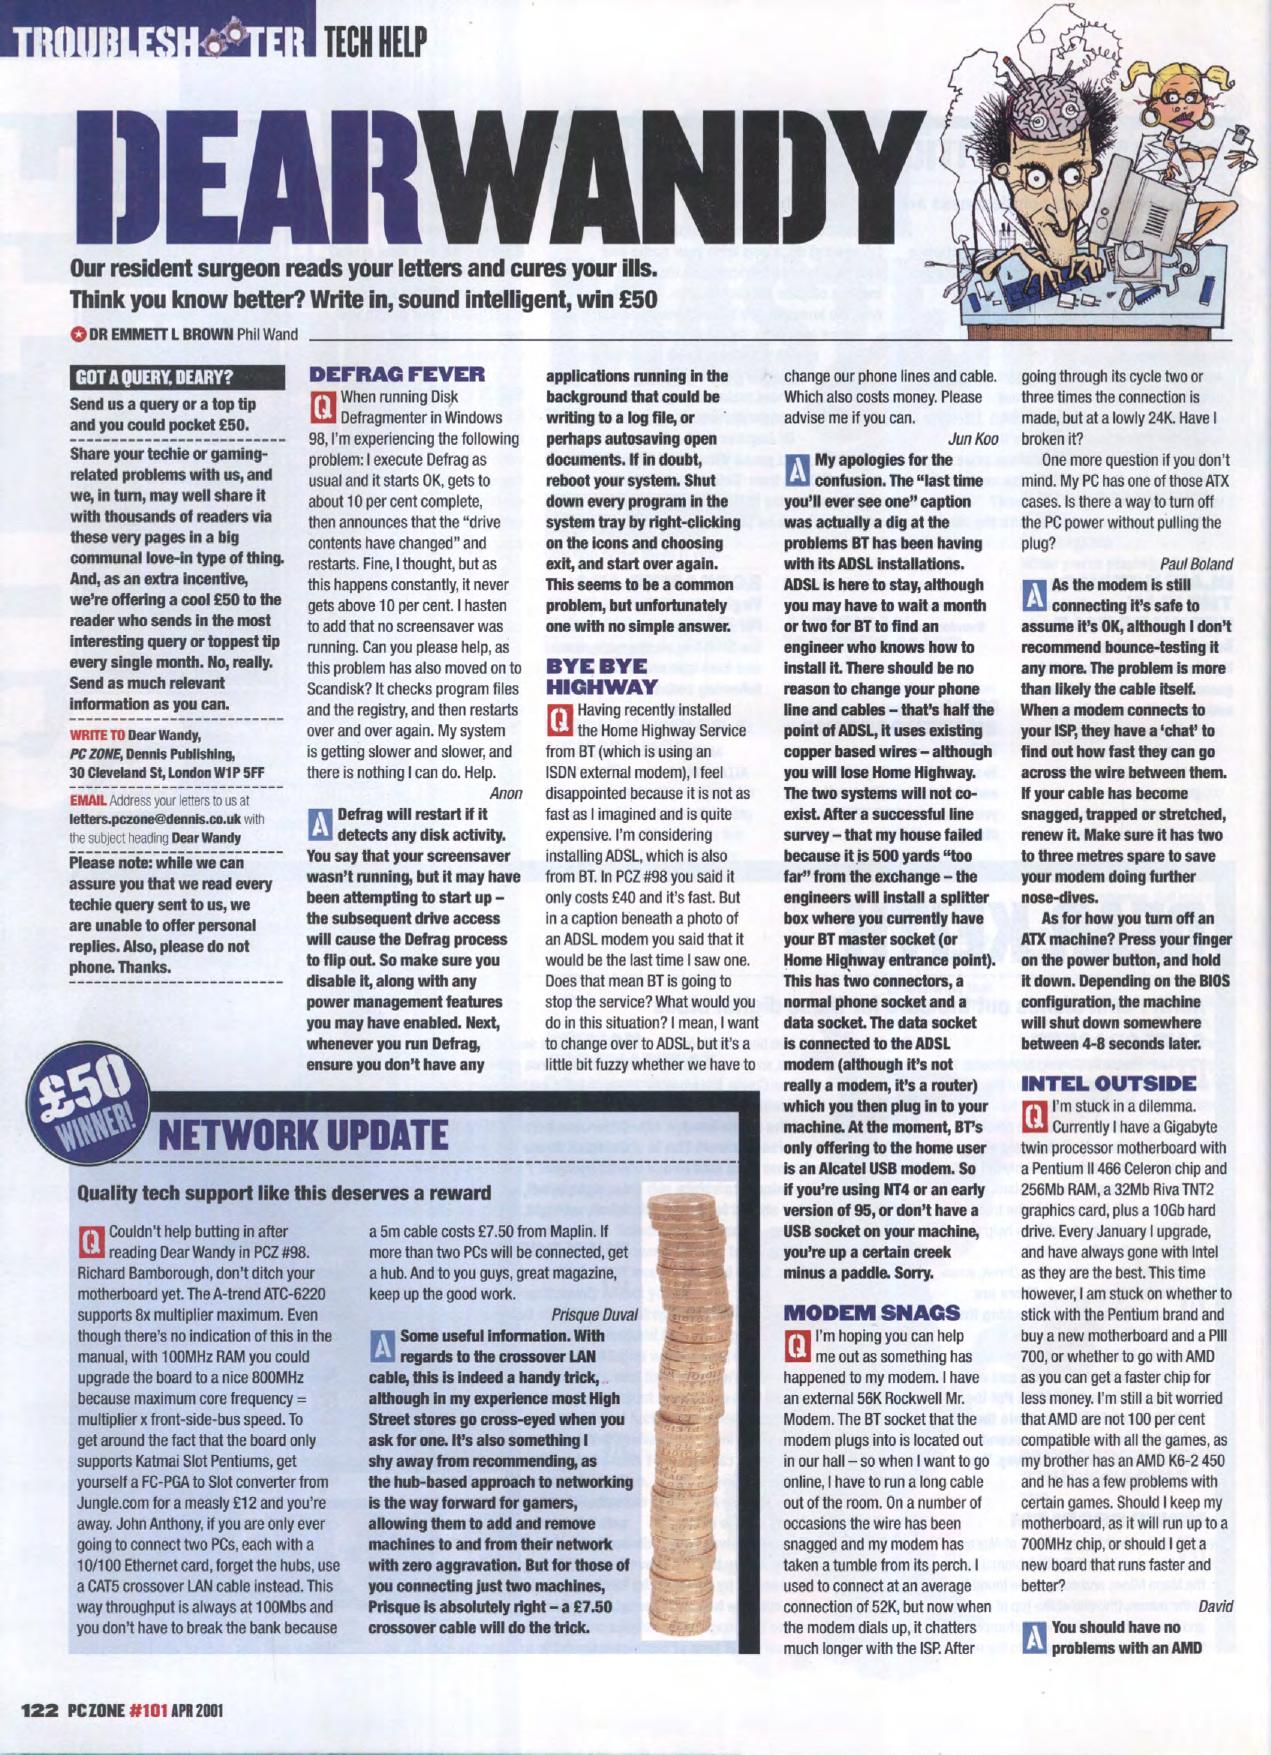 TROUBLESHOOTER TECH HELP
DEARWANDY
Our resident surgeon reads your letters and cures your ills.
Think you know better? Write in, sound intelligent, win £50
DR EMMETT L BROWN Phil Wand
GOT A QUERY, DEARY?
Send us a query or a top tip
and you could pocket £50.
Share your techie or gaming-
related problems with us, and
we, in turn, may well share it
with thousands of readers via
these very pages in a big
communal love-in type of thing.
And, as an extra incentive,
we're offering a cool £50 to the
reader who sends in the most
interesting query or toppest tip
every single month. No, really.
Send as much relevant
information as you can.
WRITE TO Dear Wandy,
PC ZONE, Dennis Publishing,
30 Cleveland St, London W1P 5FF
EMAIL Address your letters to us at
letters.pczone@dennis.co.uk with
the subject heading Dear Wandy
Please note: while we can
assure you that we read every
techie query sent to us, we
are unable to offer personal
replies. Also, please do not
phone. Thanks.
DEFRAG FEVER
Q When running Disk
Defragmenter in Windows
98, I'm experiencing the following
problem: I execute Defrag as
usual and it starts OK, gets to
about 10 per cent complete,
then announces that the "drive
contents have changed" and
restarts. Fine, I thought, but as
this happens constantly, it never
gets above 10 per cent. I hasten
to add that no screensaver was
running. Can you please help, as
this problem has also moved on to
Scandisk? It checks program files
and the registry, and then restarts
over and over again. My system
is getting slower and slower, and
there is nothing I can do. Help.
Anon
A Defrag will restart if it
detects any disk activity.
You say that your screensaver
wasn't running, but it may have
been attempting to start up –
the subsequent drive access
will cause the Defrag process
to flip out. So make sure you
disable it, along with any
power management features
you may have enabled. Next,
whenever you run Defrag,
ensure you don't have any
applications running in the
background that could be
writing to a log file, or
perhaps autosaving open
documents. If in doubt,
reboot your system. Shut
down every program in the
system tray by right-clicking
on the icons and choosing
exit, and start over again.
This seems to be a common
problem, but unfortunately
one with no simple answer.
BYE BYE
HIGHWAY
Q Having recently installed
the Home Highway Service
from BT (which is using an
ISDN external modem), I feel
disappointed because it is not as
fast as I imagined and is quite
expensive. I'm considering
installing ADSL, which is also
from BT. In PCZ #98 you said it
only costs £40 and it's fast. But
in a caption beneath a photo of
an ADSL modem you said that it
would be the last time I saw one.
Does that mean BT is going to
stop the service? What would you
do in this situation? I mean, I want
to change over to ADSL, but it's a
little bit fuzzy whether we have to
change our phone lines and cable.
Which also costs money. Please
advise me if you can.
Jun Koo
A My apologies for the
confusion. The "last time
you'll ever see one" caption
was actually a dig at the
problems BT has been having
with its ADSL installations.
ADSL is here to stay, although
you may have to wait a month
or two for BT to find an
engineer who knows how to
install it. There should be no
reason to change your phone
line and cables – that's half the
point of ADSL, it uses existing
copper based wires – although
you will lose Home Highway.
The two systems will not co-
exist. After a successful line
survey – that my house failed
because it is 500 yards "too
far" from the exchange – the
engineers will install a splitter
box where you currently have
your BT master socket (or
Home Highway entrance point).
This has two connectors, a
normal phone socket and a
data socket. The data socket
is connected to the ADSL
modem (although it's not
really a modem, it's a router)
which you then plug in to your
machine. At the moment, BT's
only offering to the home user
is an Alcatel USB modem. So
if you're using NT4 or an early
version of 95, or don't have a
USB socket on your machine,
you're up a certain creek
minus a paddle. Sorry.
MODEM SNAGS
Q I'm hoping you can help
me out as something has
happened to my modem. I have
an external 56K Rockwell Mr.
Modem. The BT socket that the
modem plugs into is located out
in our hall – so when I want to go
online, I have to run a long cable
out of the room. On a number of
occasions the wire has been
snagged and my modem has
taken a tumble from its perch. I
used to connect at an average
connection of 52K, but now when
the modem dials up, it chatters
much longer with the ISP. After
going through its cycle two or
three times the connection is
made, but at a lowly 24K. Have I
broken it?
One more question if you don't
mind. My PC has one of those ATX
cases. Is there a way to turn off
the PC power without pulling the
plug?
Paul Boland
A As the modem is still
connecting it's safe to
assume it's OK, although I don't
recommend bounce-testing it
any more. The problem is more
than likely the cable itself.
When a modem connects to
your ISP, they have a 'chat' to
find out how fast they can go
across the wire between them.
If your cable has become
snagged, trapped or stretched,
renew it. Make sure it has two
to three metres spare to save
your modem doing further
nose-dives.
As for how you turn off an
ATX machine? Press your finger
on the power button, and hold
it down. Depending on the BIOS
configuration, the machine
will shut down somewhere
between 4-8 seconds later.
INTEL OUTSIDE
Q I'm stuck in a dilemma.
Currently I have a Gigabyte
twin processor motherboard with
a Pentium II 466 Celeron chip and
256Mb RAM, a 32Mb Riva TNT2
graphics card, plus a 10Gb hard
drive. Every January I upgrade,
and have always gone with Intel
as they are the best. This time
however, I am stuck on whether to
stick with the Pentium brand and
buy a new motherboard and a PIII
700, or whether to go with AMD
as you can get a faster chip for
less money. I'm still a bit worried
that AMD are not 100 per cent
compatible with all the games, as
my brother has an AMD K6-2 450
and he has a few problems with
certain games. Should I keep my
motherboard, as it will run up to a
700MHz chip, or should I get a
new board that runs faster and
better?
David
A You should have no
problems with an AMD
£50
WINNER!
NETWORK UPDATE
Quality tech support like this deserves a reward
Q Couldn't help butting in after
reading Dear Wandy in PCZ #98.
Richard Bamborough, don't ditch your
motherboard yet. The A-trend ATC-6220
supports 8x multiplier maximum. Even
though there's no indication of this in the
manual, with 100MHz RAM you could
upgrade the board to a nice 800MHz
because maximum core frequency =
multiplier x front-side-bus speed. To
get around the fact that the board only
supports Katmai Slot Pentiums, get
yourself a FC-PGA to Slot converter from
Jungle.com for a measly £12 and you're
away. John Anthony, if you are only ever
going to connect two PCs, each with a
10/100 Ethernet card, forget the hubs, use
a CAT5 crossover LAN cable instead. This
way throughput is always at 100Mbs and
you don't have to break the bank because
a 5m cable costs £7.50 from Maplin. If
more than two PCs will be connected, get
a hub. And to you guys, great magazine,
keep up the good work.
Prisque Duval
A Some useful information. With
regards to the crossover LAN
cable, this is indeed a handy trick,
although in my experience most High
Street stores go cross-eyed when you
ask for one. It's also something I
shy away from recommending, as
the hub-based approach to networking
is the way forward for gamers,
allowing them to add and remove
machines to and from their network
with zero aggravation. But for those of
you connecting just two machines,
Prisque is absolutely right – a £7.50
crossover cable will do the trick.
122 PCZONE #101 APR 2001